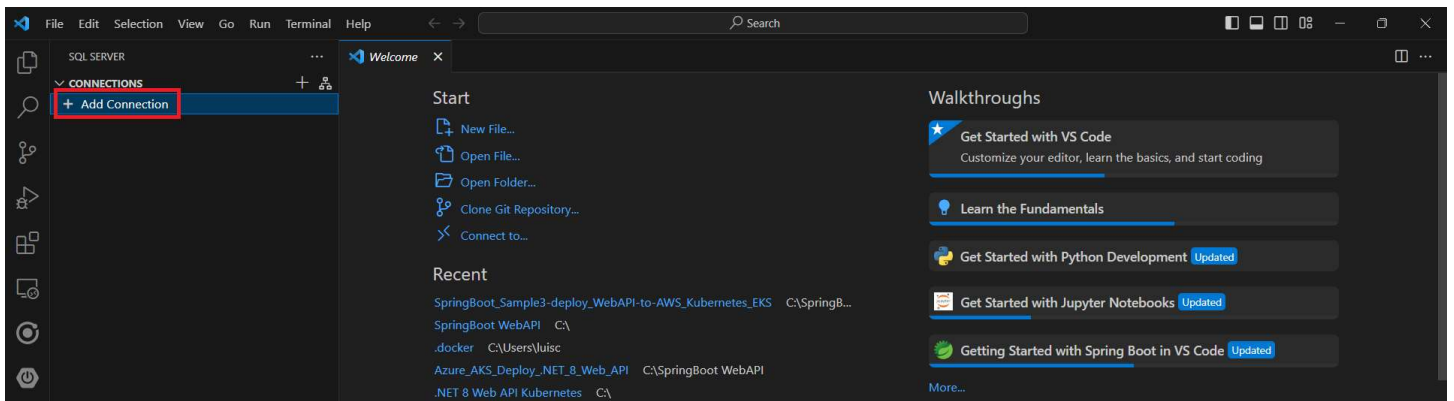 File Edit Selection View Go Run Terminal Help
Search
SQL SERVER
Welcome
CONNECTIONS
Add Connection
Start
New File...
Open File...
Open Folder...
Clone Git Repository...
Connect to...
Recent
SpringBoot_Sample3-deploy_WebAPI-to-AWS_Kubernetes_EKS C:\SpringB...
SpringBoot WebAPI C:\
.docker C:\Users\luisc
Azure_AKS_Deploy_.NET_8_Web_API C:\SpringBoot WebAPI
.NET 8 Web API Kubernetes C:\
Walkthroughs
Get Started with VS Code
Customize your editor, learn the basics, and start coding
Learn the Fundamentals
Get Started with Python Development Updated
Get Started with Jupyter Notebooks Updated
Getting Started with Spring Boot in VS Code Updated
More...